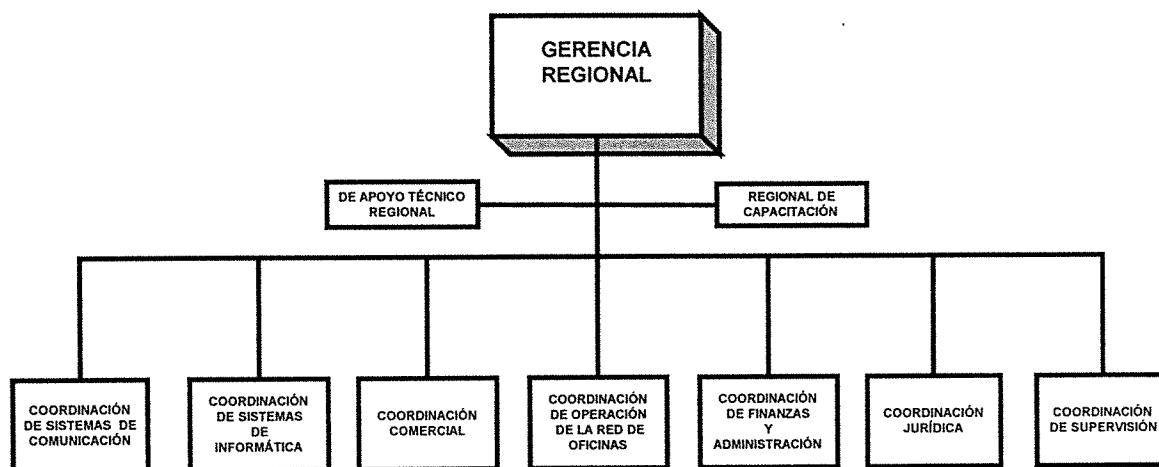 GERENCIA
REGIONAL
DE APOYO TÉCNICO
REGIONAL
REGIONAL DE
CAPACITACIÓN
COORDINACIÓN
DE SISTEMAS DE
COMUNICACIÓN
COORDINACIÓN
DE SISTEMAS
DE
INFORMÁTICA
COORDINACIÓN
COMERCIAL
COORDINACIÓN
DE OPERACIÓN
DE LA RED DE
OFICINAS
COORDINACIÓN
DE FINANZAS
Y
ADMINISTRACIÓN
COORDINACIÓN
JURÍDICA
COORDINACIÓN
DE SUPERVISIÓN